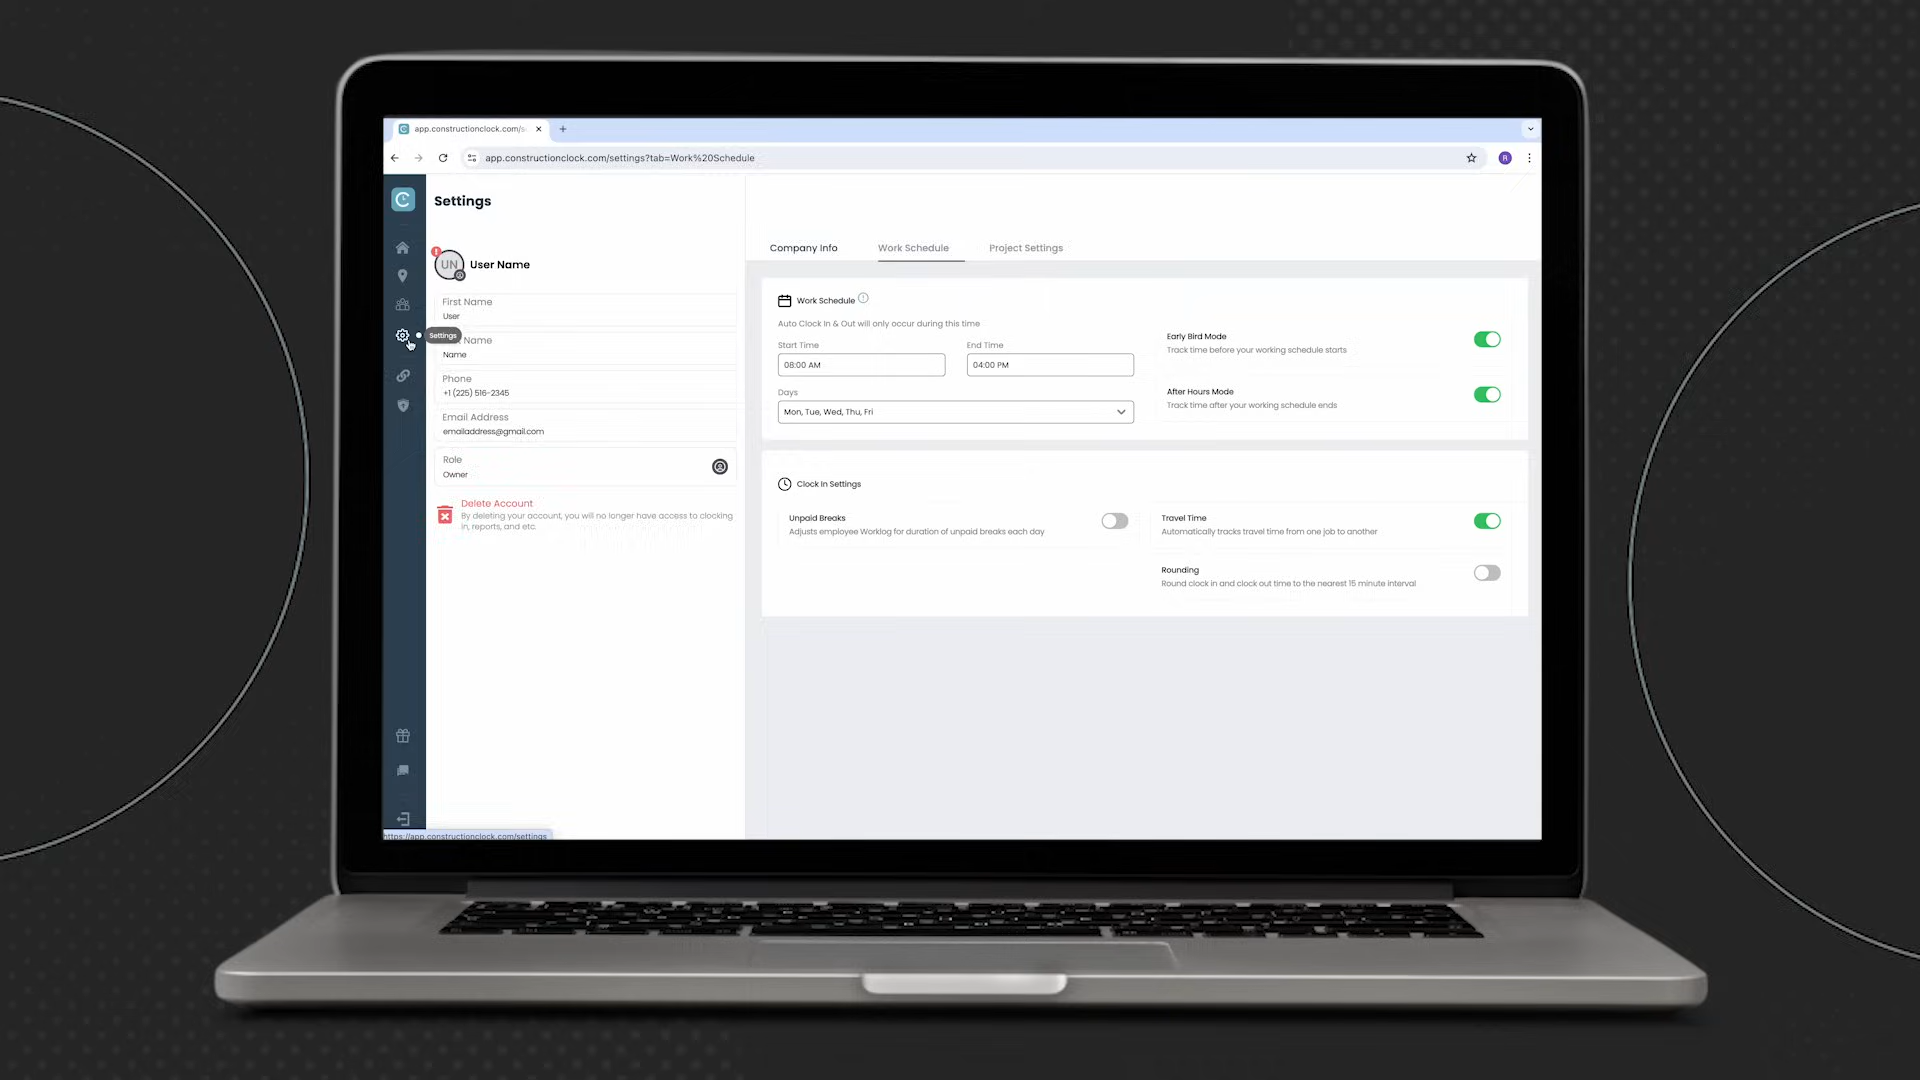 app.constructionclock.com/s
app.constructionclock.com/settings?tab=Work%20Schedule
R
Settings
UN
User Name
First Name
User
Settings
Name
Name
Phone
+1 (225) 516-2345
Email Address
emailaddress@gmail.com
Role
Owner
Delete Account
By deleting your account, you will no longer have access to clocking
in, reports, and etc.
https://app.constructionclock.com/settings
Company Info
Work Schedule
Project Settings
Work Schedule
Auto Clock In & Out will only occur during this time
Start Time
End Time
08:00 AM
04:00 PM
Days
Mon, Tue, Wed, Thu, Fri
Early Bird Mode
Track time before your working schedule starts
After Hours Mode
Track time after your working schedule ends
Clock In Settings
Unpaid Breaks
Adjusts employee Worklog for duration of unpaid breaks each day
Travel Time
Automatically tracks travel time from one job to another
Rounding
Round clock in and clock out time to the nearest 15 minute interval